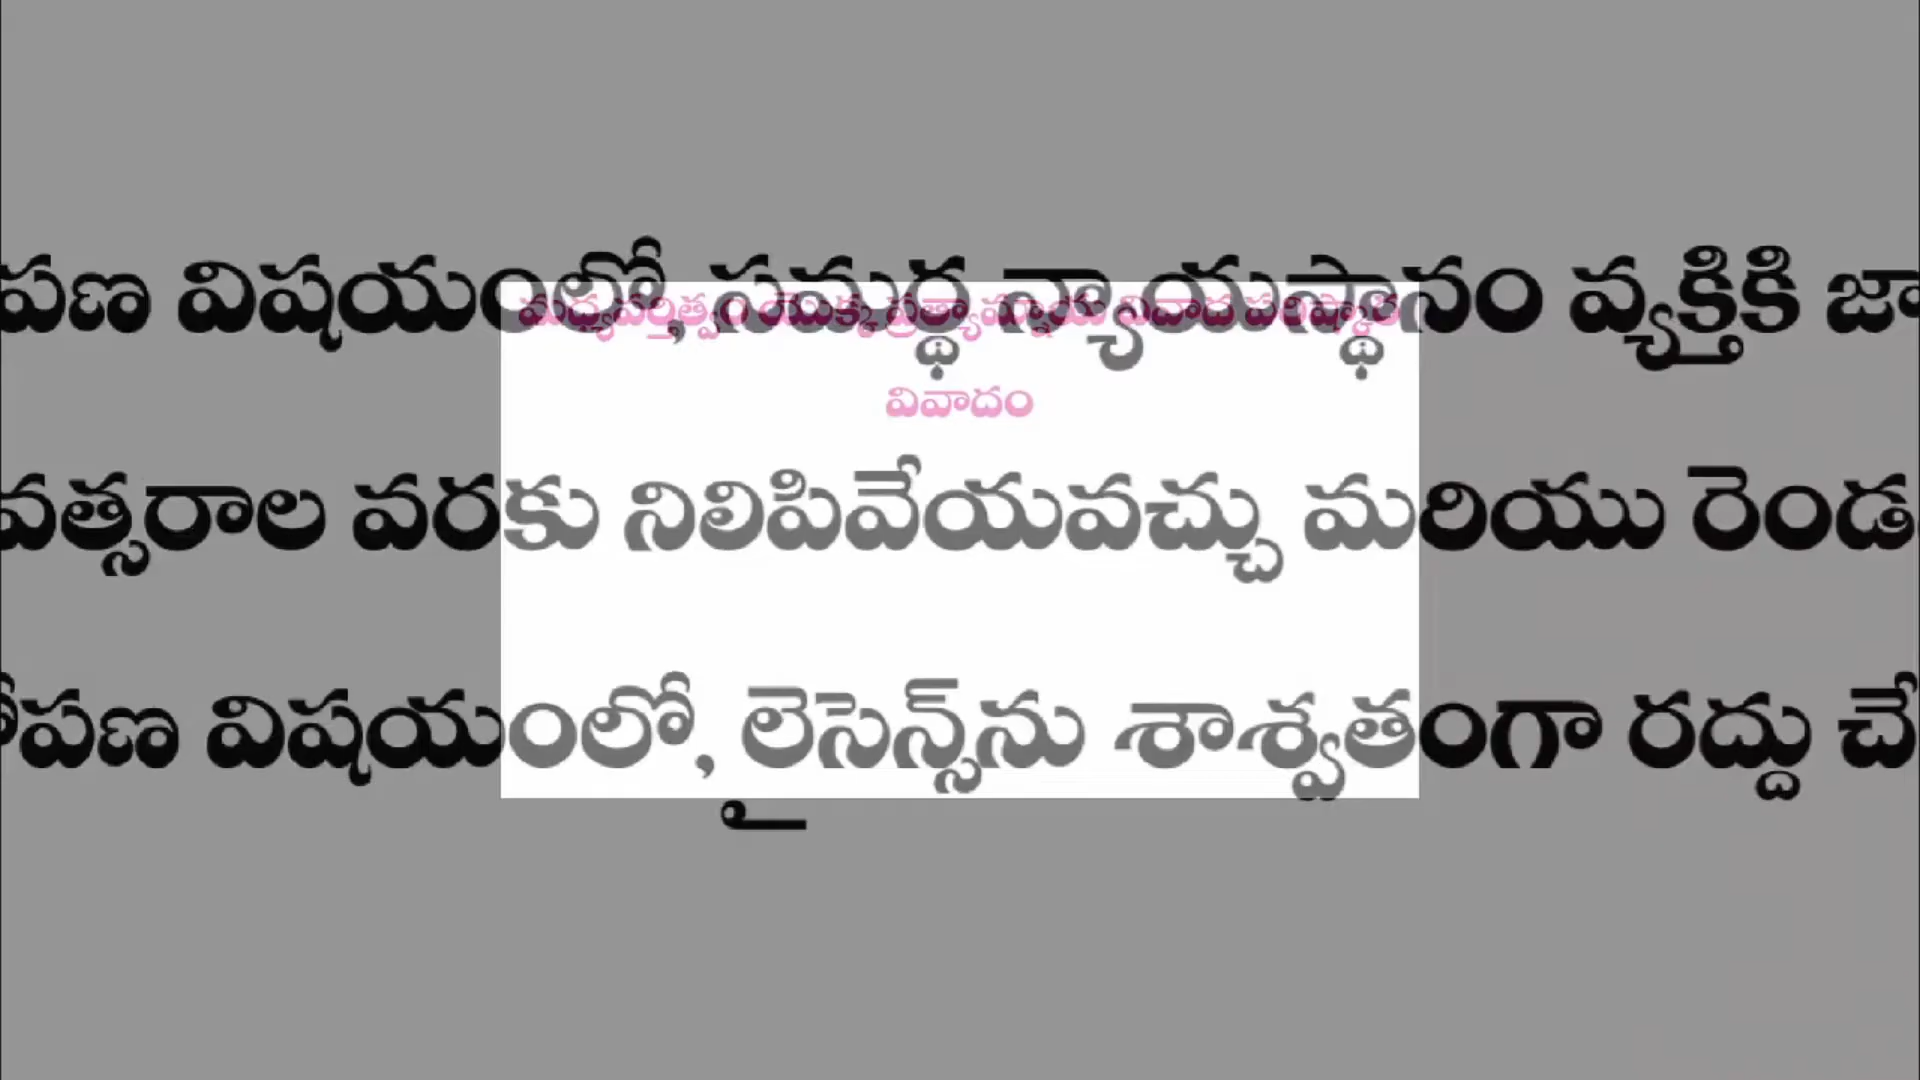 పణ విషయంలో, సమర్థ న్యాయస్థానం వ్యక్తికి జా
వివాదం
వత్సరాల వరకు నిలిపివేయవచ్చు మరియు రెండ
ోపణ విషయంలో, లైసెన్స్‌ను శాశ్వతంగా రద్దు చే